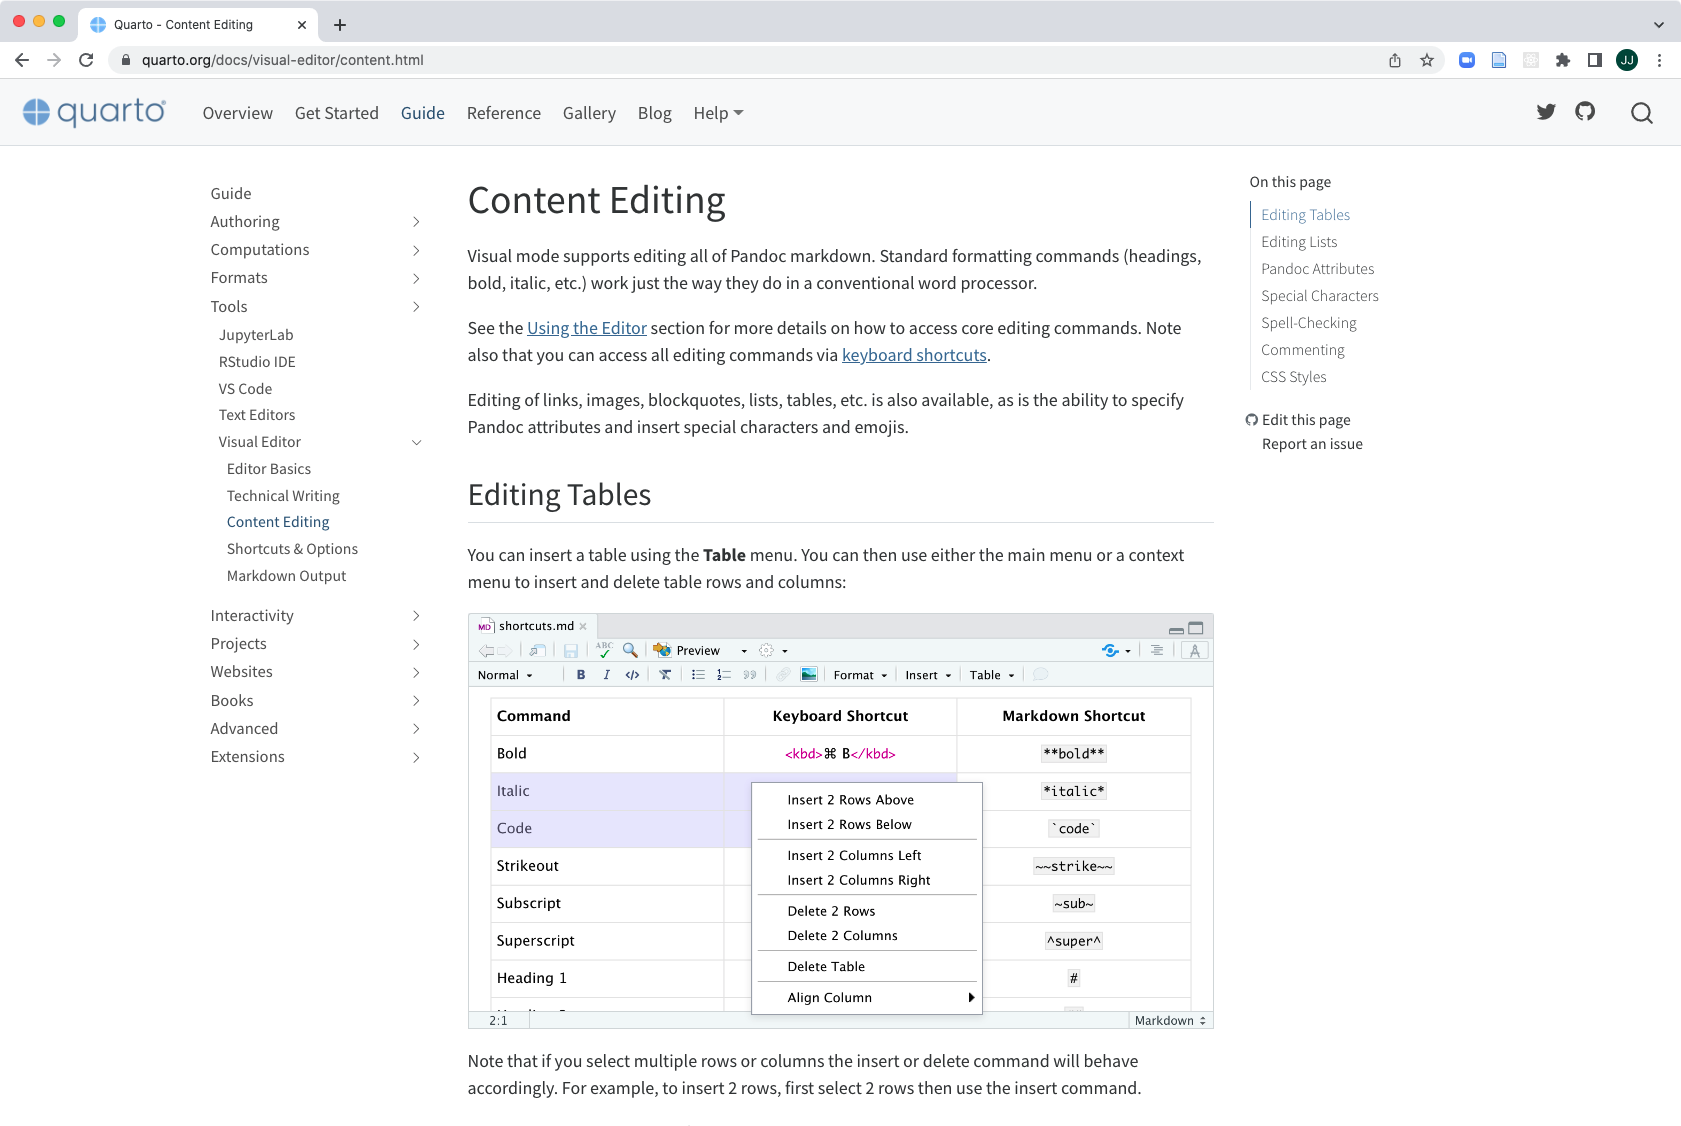 Quarto - Content Editing
quarto.org/docs/visual-editor/content.html
JJ
quarto
Overview Get Started Guide Reference Gallery Blog Help
Guide
Authoring
Computations
Formats
Tools
JupyterLab
RStudio IDE
VS Code
Text Editors
Visual Editor
Editor Basics
Technical Writing
Content Editing
Shortcuts & Options
Markdown Output
Interactivity
Projects
Websites
Books
Advanced
Extensions
Content Editing
Visual mode supports editing all of Pandoc markdown. Standard formatting commands (headings,
bold, italic, etc.) work just the way they do in a conventional word processor.
See the Using the Editor section for more details on how to access core editing commands. Note
also that you can access all editing commands via keyboard shortcuts.
Editing of links, images, blockquotes, lists, tables, etc. is also available, as is the ability to specify
Pandoc attributes and insert special characters and emojis.
Editing Tables
You can insert a table using the Table menu. You can then use either the main menu or a context
menu to insert and delete table rows and columns:
MD shortcuts.md
ABC Preview
Normal B I </> Format Insert Table
Command Keyboard Shortcut Markdown Shortcut
Bold <kbd>⌘ B</kbd> **bold**
Italic *italic*
Code `code`
Strikeout ~~strike~~
Subscript ~sub~
Superscript ^super^
Heading 1 #
Insert 2 Rows Above
Insert 2 Rows Below
Insert 2 Columns Left
Insert 2 Columns Right
Delete 2 Rows
Delete 2 Columns
Delete Table
Align Column
2:1 Markdown
Note that if you select multiple rows or columns the insert or delete command will behave
accordingly. For example, to insert 2 rows, first select 2 rows then use the insert command.
On this page
Editing Tables
Editing Lists
Pandoc Attributes
Special Characters
Spell-Checking
Commenting
CSS Styles
Edit this page
Report an issue